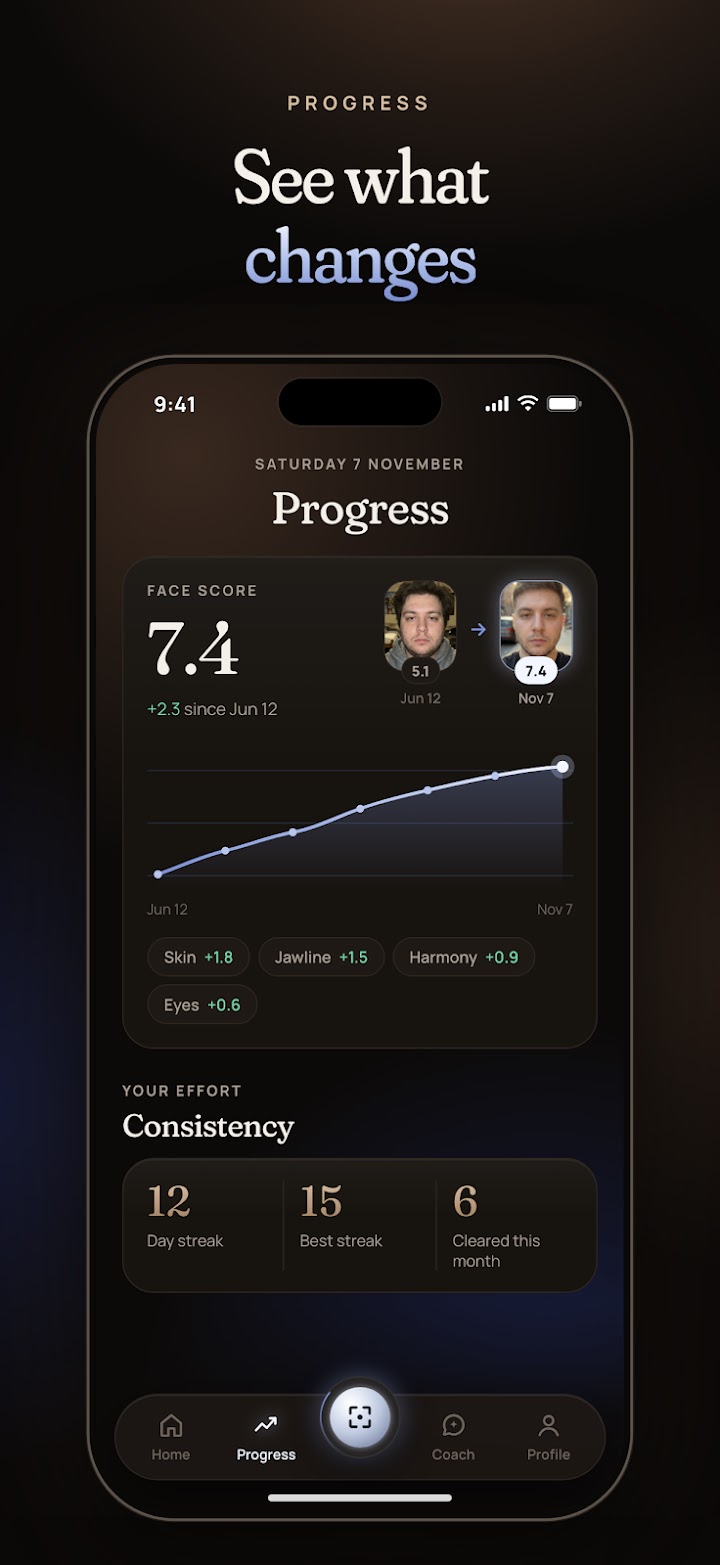 PROGRESS
See what
changes
9:41
SATURDAY 7 NOVEMBER
Progress
FACE SCORE
7.4
+2.3 since Jun 12
5.1
Jun 12
7.4
Nov 7
Jun 12
Nov 7
Skin +1.8
Jawline +1.5
Harmony +0.9
Eyes +0.6
YOUR EFFORT
Consistency
12
Day streak
15
Best streak
6
Cleared this
month
Home
Progress
Coach
Profile